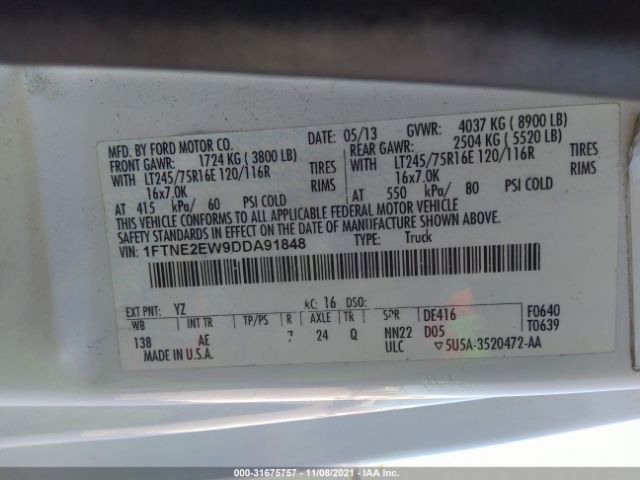 MFD. BY FORD MOTOR CO.
DATE: 05/13 GVWR: 4037 KG ( 8900 LB)
FRONT GAWR: 1724 KG ( 3800 LB) REAR GAWR: 2504 KG ( 5520 LB)
WITH LT245/75R16E 120/116R TIRES WITH LT245/75R16E 120/116R TIRES
16x7.0K RIMS 16x7.0K RIMS
AT 415 kPa/ 60 PSI COLD AT 550 kPa/ 80 PSI COLD
THIS VEHICLE CONFORMS TO ALL APPLICABLE FEDERAL MOTOR VEHICLE
SAFETY STANDARDS IN EFFECT ON THE DATE OF MANUFACTURE SHOWN ABOVE.
VIN: 1FTNE2EW9DDA91848 TYPE: Truck
EXT PNT: YZ RC: 16 DSO:
WB INT TR TP/PS R AXLE TR SPR DE416 F0640
138 AE 24 Q NN22 D05 T0639
MADE IN U.S.A. ULC ▽5U5A-3520472-AA
000-31675757 - 11/08/2021 - IAA Inc.